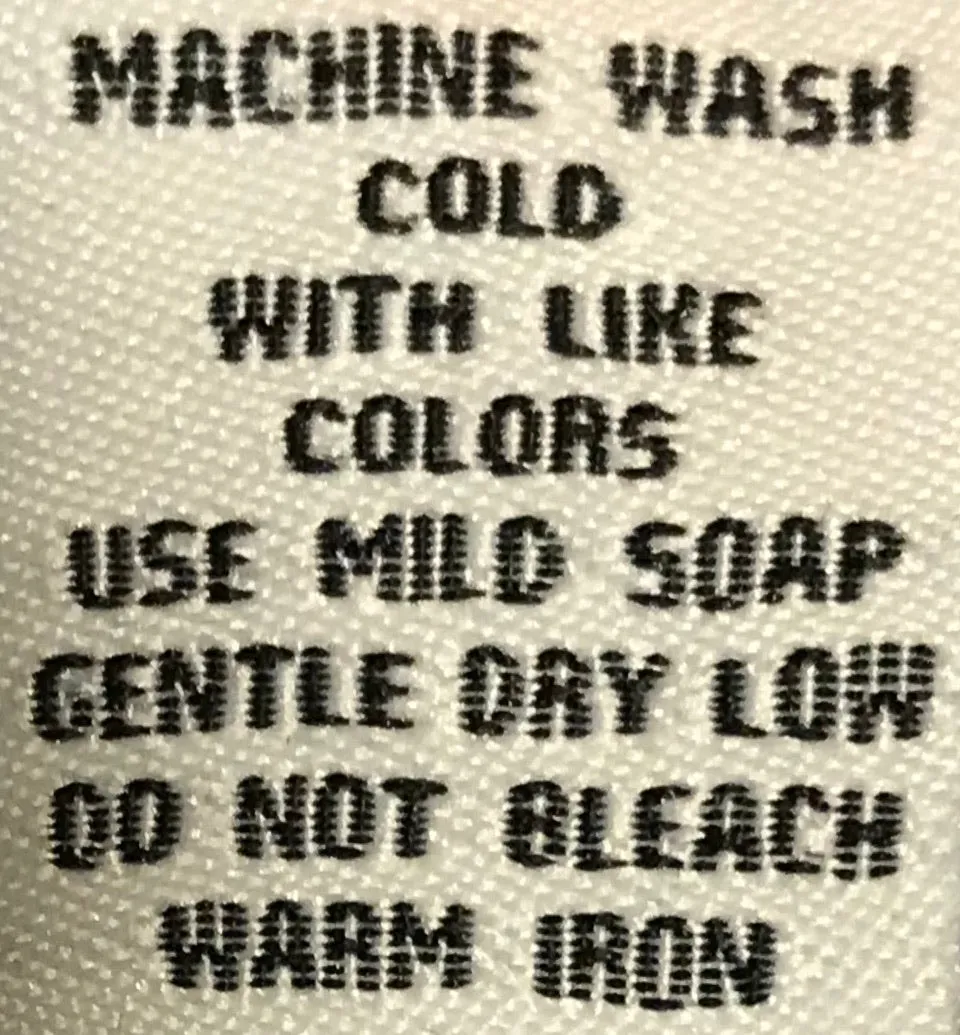 MACHINE WASH
COLD
WITH LIKE
COLORS
USE MILD SOAP
GENTLE DRY LOW
DO NOT BLEACH
WARM IRON